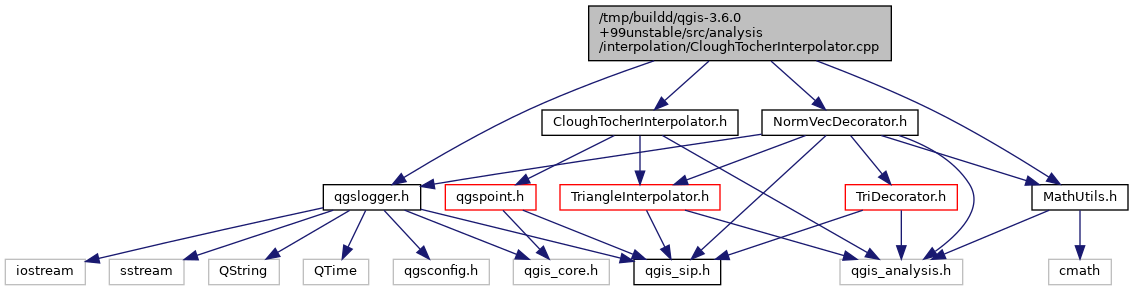 /tmp/buildd/qgis-3.6.0
+99unstable/src/analysis
/interpolation/CloughTocherInterpolator.cpp
CloughTocherInterpolator.h
NormVecDecorator.h
qgslogger.h
qgspoint.h
TriangleInterpolator.h
TriDecorator.h
MathUtils.h
iostream
sstream
QString
QTime
qgsconfig.h
qgis_core.h
qgis_sip.h
qgis_analysis.h
cmath